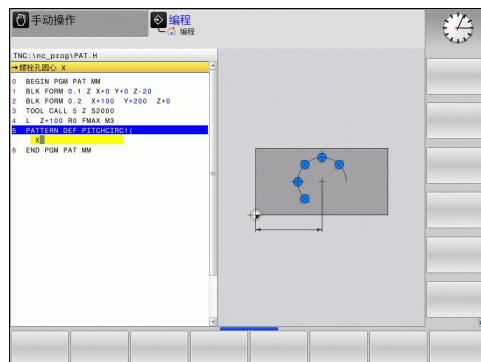 手动操作
编程
编程
TNC:\nc_prog\PAT.H
→螺栓孔圆心 X
0 BEGIN PGM PAT MM
1 BLK FORM 0.1 Z X+0 Y+0 Z-20
2 BLK FORM 0.2 X+100 Y+200 Z+0
3 TOOL CALL 5 Z S2000
4 L Z+100 R0 FMAX M3
5 PATTERN DEF PITCHCIRC1(
X
6 END PGM PAT MM